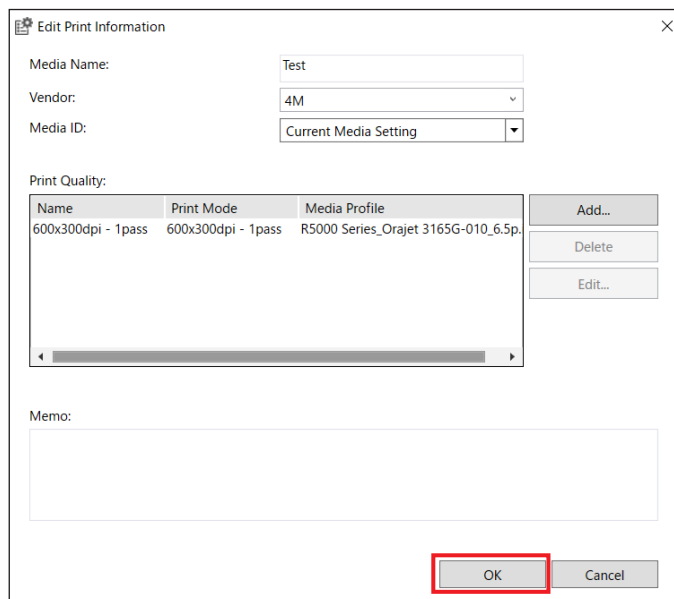 Edit Print Information
Media Name: Test
Vendor: 4M
Media ID: Current Media Setting
Print Quality:
Name Print Mode Media Profile
600x300dpi - 1pass 600x300dpi - 1pass R5000 Series_Orajet 3165G-010_6.5p.
Add...
Delete
Edit...
Memo:
OK Cancel